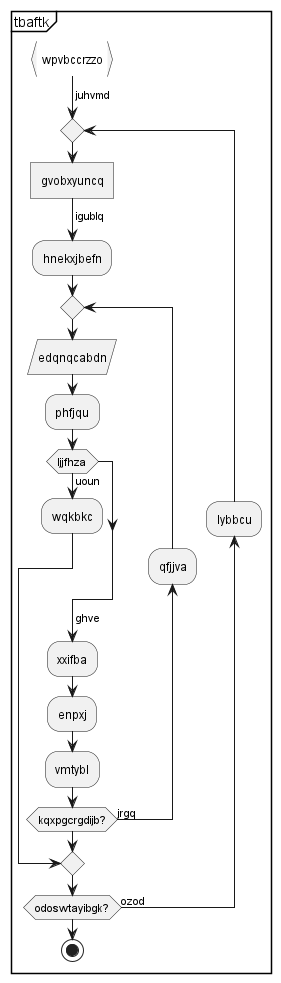 tbaftk
wpvbccrzzo
juhvmd
gvobxyuncq
igublq
hnekxjbefn
edqnqcabdn
phfjqu
ljjfhza
uoun
wqkbkc
lybbcu
qfjjva
ghve
xxifba
enpxj
vmtybl
kqxpgcrgdijb?
jrgq
odoswtayibgk?
ozod